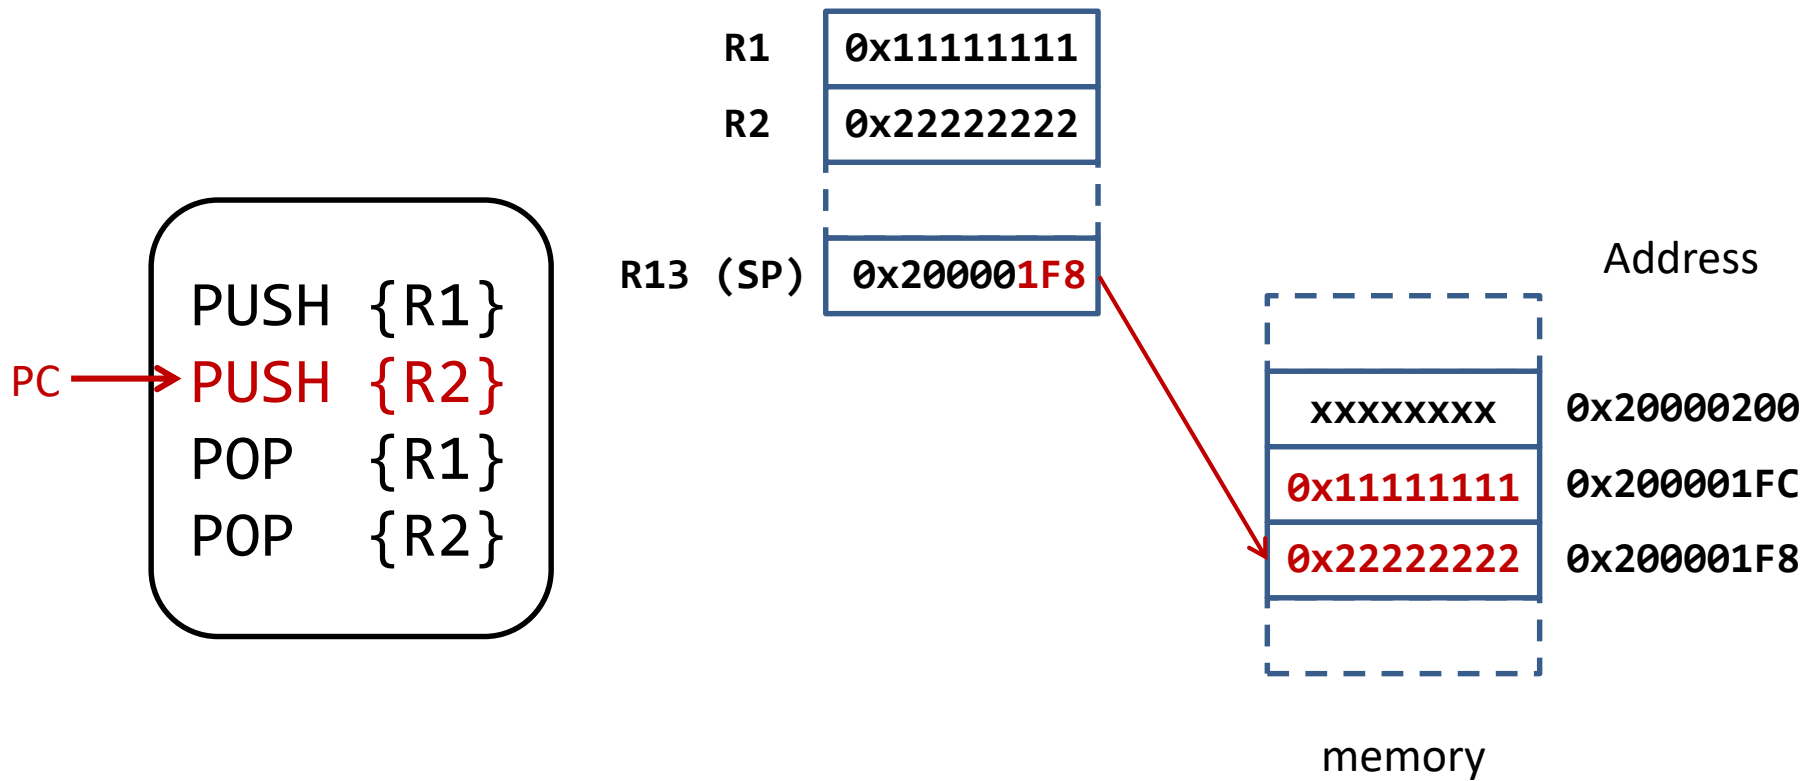 R1 0x11111111
R2 0x22222222
R13 (SP) 0x200001F8
PC
PUSH {R1}
PUSH {R2}
POP {R1}
POP {R2}
Address
xxxxxxxx 0x20000200
0x11111111 0x200001FC
0x22222222 0x200001F8
memory